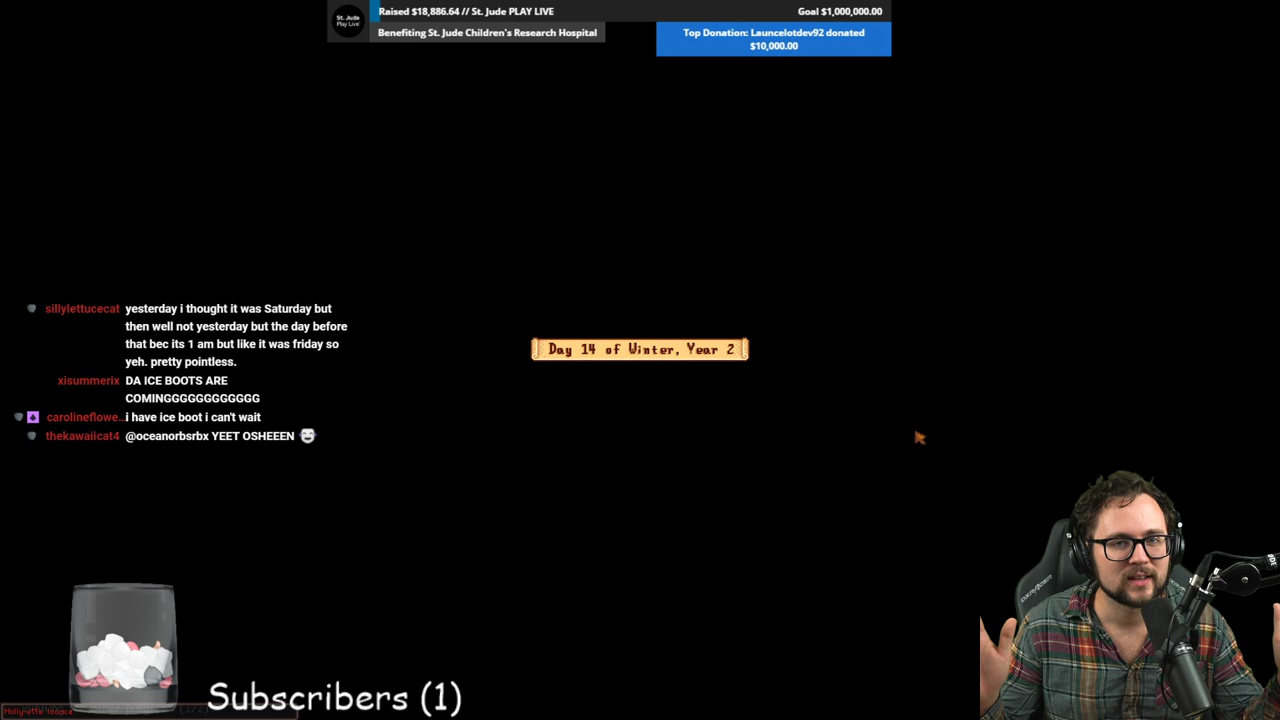 St. Jude
Play Live
Raised $18,886.64 // St. Jude PLAY LIVE
Goal $1,000,000.00
Benefiting St. Jude Children's Research Hospital
Top Donation: Launcelotdev92 donated
$10,000.00
sillylettucecat yesterday i thought it was Saturday but
then well not yesterday but the day before
that bec its 1 am but like it was friday so
yeh. pretty pointless.
xisummerix DA ICE BOOTS ARE
COMINGGGGGGGGGGGG
carolineflowe... i have ice boot i can't wait
thekawaiicat4 @oceanorbsrbx YEET OSHEEEN
Day 14 of Winter, Year 2
Subscribers (1)